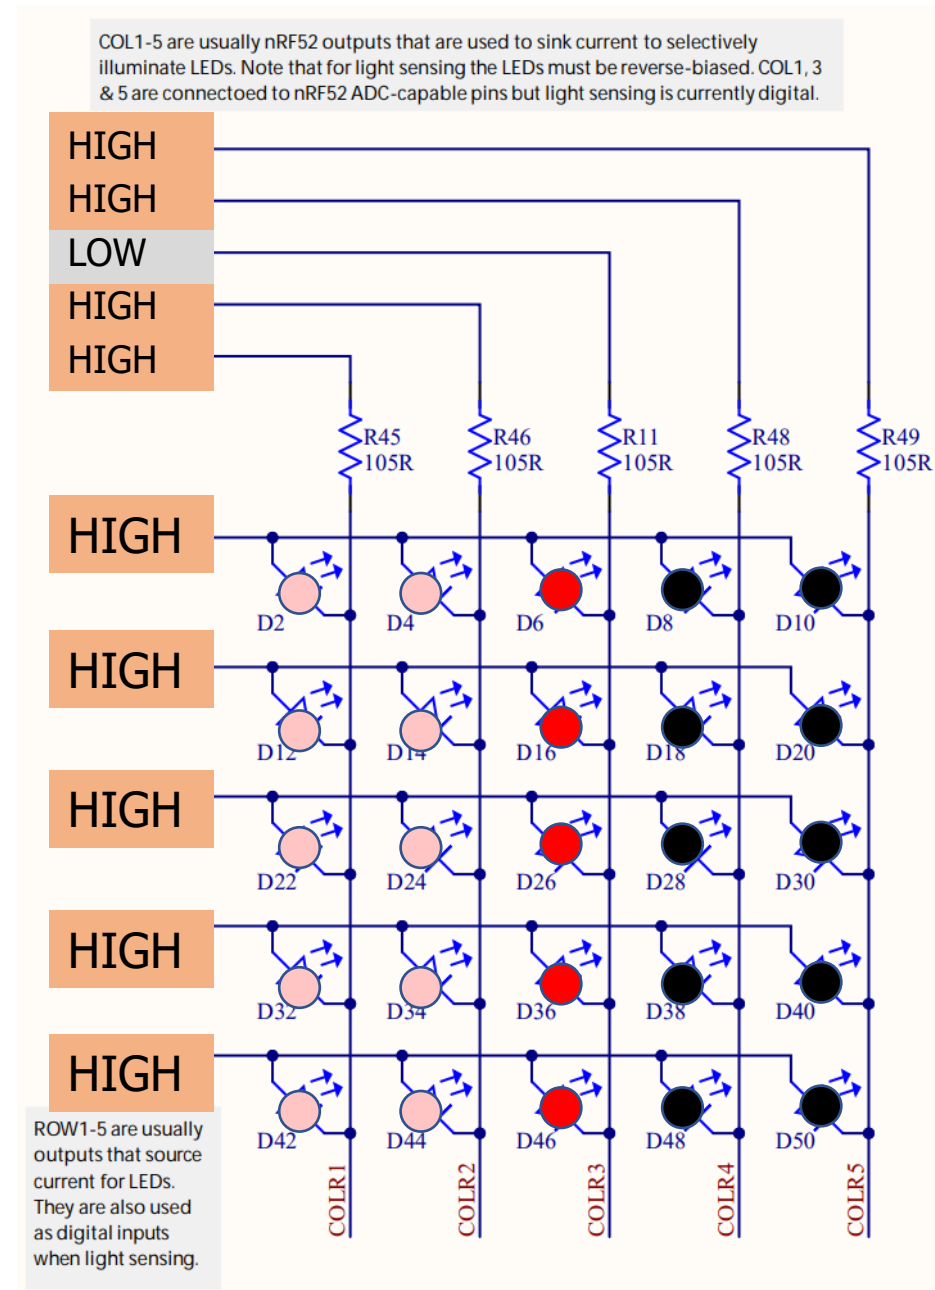 COL1-5 are usually nRF52 outputs that are used to sink current to selectively
illuminate LEDs. Note that for light sensing the LEDs must be reverse-biased. COL1, 3
& 5 are connectoed to nRF52 ADC-capable pins but light sensing is currently digital.
HIGH
HIGH
LOW
HIGH
HIGH
R45 R46 R11 R48 R49
105R 105R 105R 105R 105R
HIGH
D2 D4 D6 D8 D10
HIGH
D12 D14 D16 D18 D20
HIGH
D22 D24 D26 D28 D30
HIGH
D32 D34 D36 D38 D40
HIGH
D42 D44 D46 D48 D50
ROW1-5 are usually
outputs that source
current for LEDs.
They are also used
as digital inputs
when light sensing.
COLR1 COLR2 COLR3 COLR4 COLR5